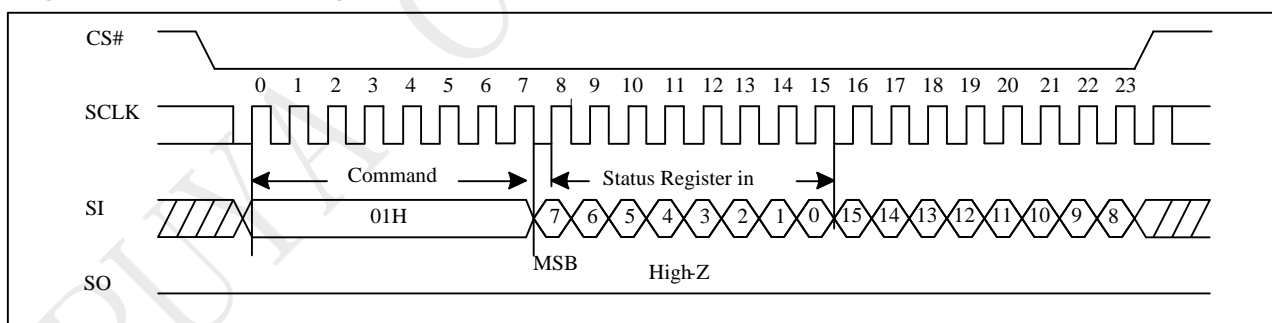 CS#
0 1 2 3 4 5 6 7 8 9 10 11 12 13 14 15 16 17 18 19 20 21 22 23
SCLK
Command Status Register in
SI 01H 7 6 5 4 3 2 1 0 15 14 13 12 11 10 9 8
MSB High-Z
SO
PUYA